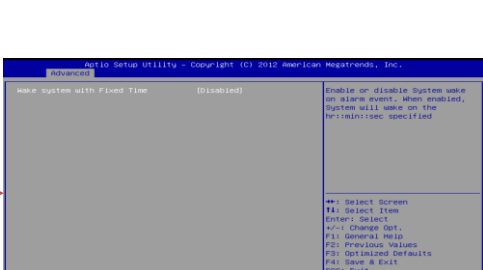 Aptio Setup Utility – Copyright (C) 2012 American Megatrends, Inc.
Advanced
Wake system with Fixed Time [Disabled]
Enable or disable System wake
on alarm event. When enabled,
System will wake on the
hr::min::sec specified
→←: Select Screen
↑↓: Select Item
Enter: Select
+/-: Change Opt.
F1: General Help
F2: Previous Values
F3: Optimized Defaults
F4: Save & Exit
ESC: Exit